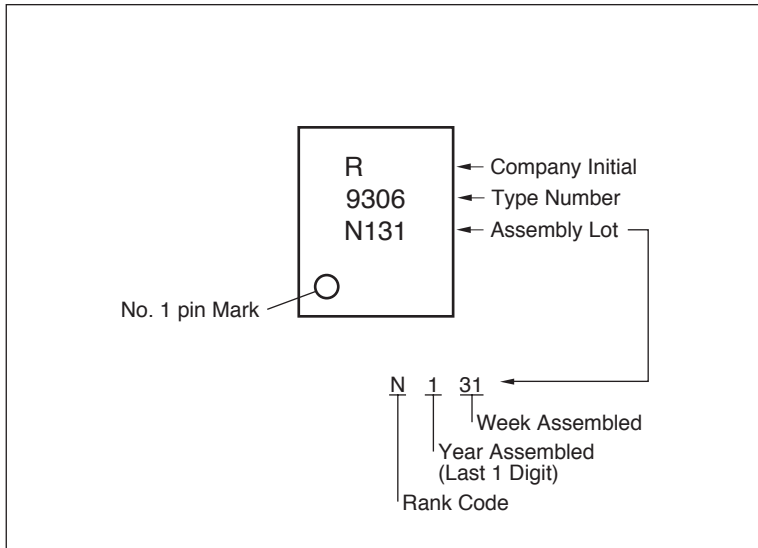 R
9306
N131
Company Initial
Type Number
Assembly Lot
No. 1 pin Mark
N 1 31
Week Assembled
Year Assembled
(Last 1 Digit)
Rank Code